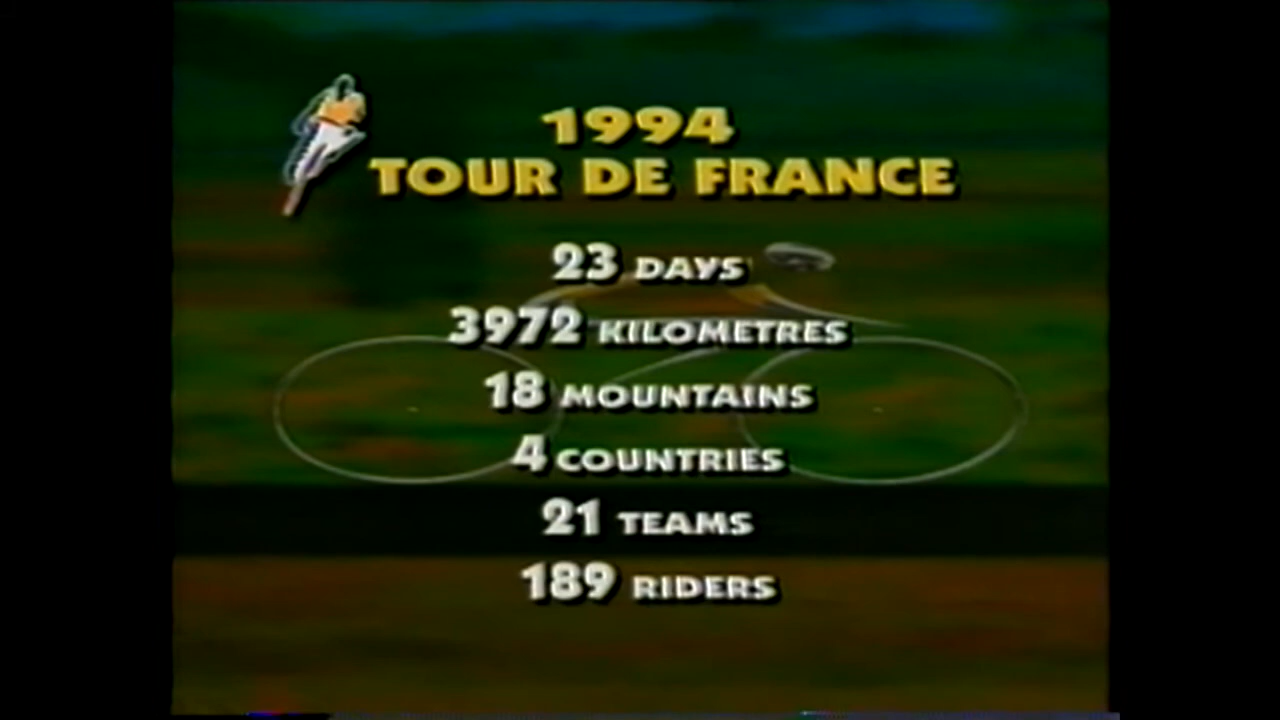 1994
TOUR DE FRANCE
23 DAYS
3972 KILOMETRES
18 MOUNTAINS
4 COUNTRIES
21 TEAMS
189 RIDERS